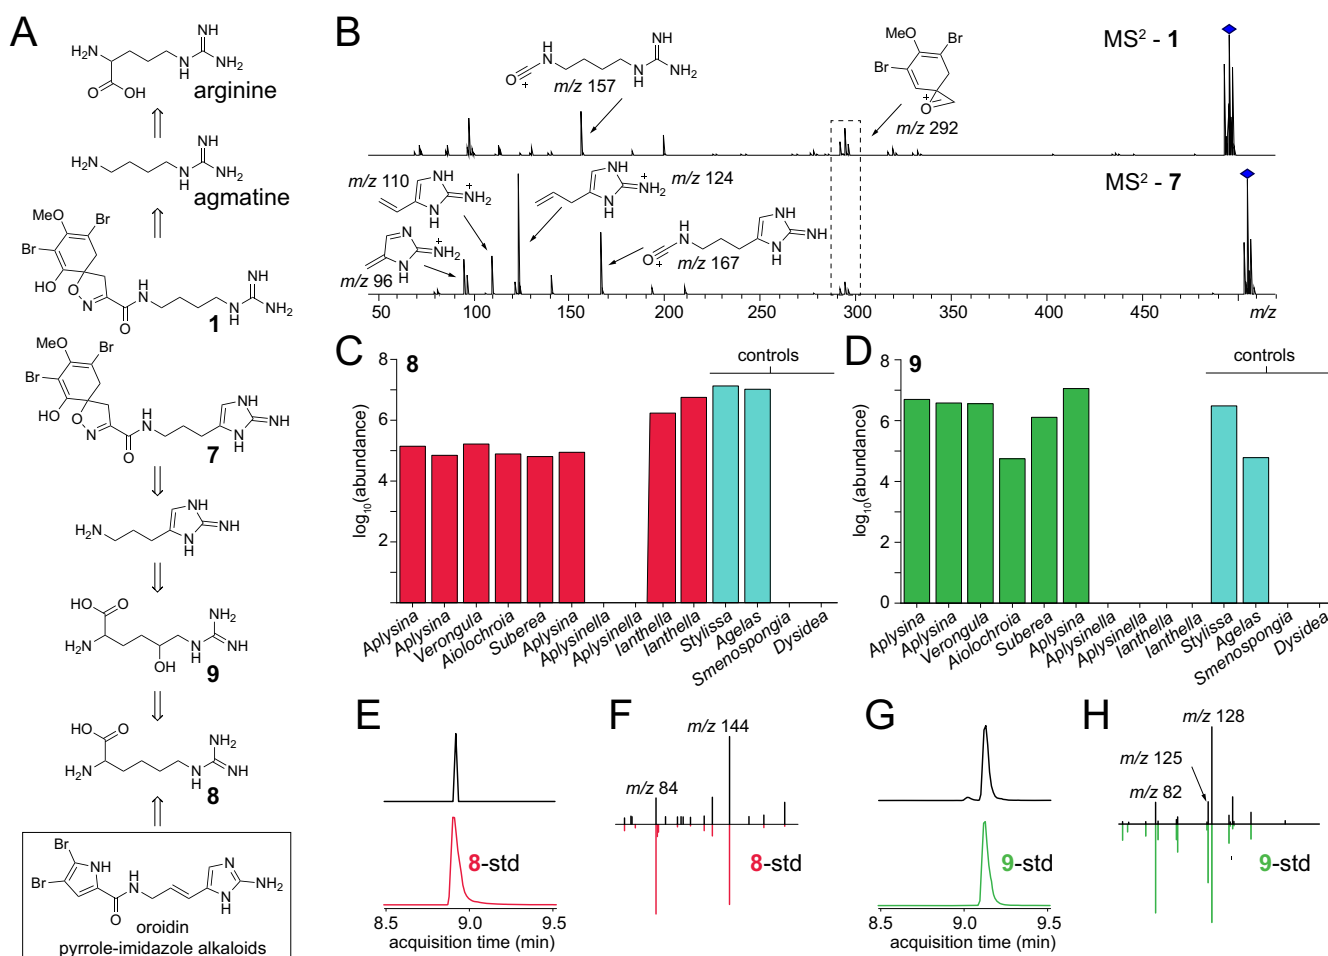 A
H2N
NH
N
H
NH2
O
OH
arginine
H2N
NH
N
H
NH2
agmatine
MeO
Br
Br
HO
O
N
O
H
N
NH
N
H
NH2
1
MeO
Br
Br
HO
O
N
O
H
N
NH
NH
N
H
7
H2N
NH
NH
N
H
HO
O
H2N
OH
N
H
NH2
NH
9
HO
O
H2N
N
H
NH2
NH
8
Br
Br
NH
O
H
N
N
NH2
N
H
oroidin
pyrrole-imidazole alkaloids
B
MS2 - 1
O
+
H
N
NH
N
H
NH2
m/z 157
MeO
Br
Br
O
+
m/z 292
MS2 - 7
m/z 110
NH
+
NH2
N
H
NH
+
NH2
N
H
m/z 124
N
+
NH2
N
H
m/z 96
O
+
H
N
NH
NH
N
H
m/z 167
50
100
150
200
250
300
350
400
450
m/z
C
8
controls
log10(abundance)
8
6
4
2
Aplysina
Aplysina
Verongula
Aiolochroia
Suberea
Aplysina
Aplysinella
Aplysinella
Ianthella
Ianthella
Stylissa
Agelas
Smenospongia
Dysidea
D
9
controls
log10(abundance)
8
6
4
2
0
Aplysina
Aplysina
Verongula
Aiolochroia
Suberea
Aplysina
Aplysinella
Aplysinella
Ianthella
Ianthella
Stylissa
Agelas
Smenospongia
Dysidea
E
8-std
8.5
9.0
9.5
acquisition time (min)
F
m/z 144
m/z 84
8-std
G
9-std
8.5
9.0
9.5
acquisition time (min)
H
m/z 128
m/z 125
m/z 82
9-std